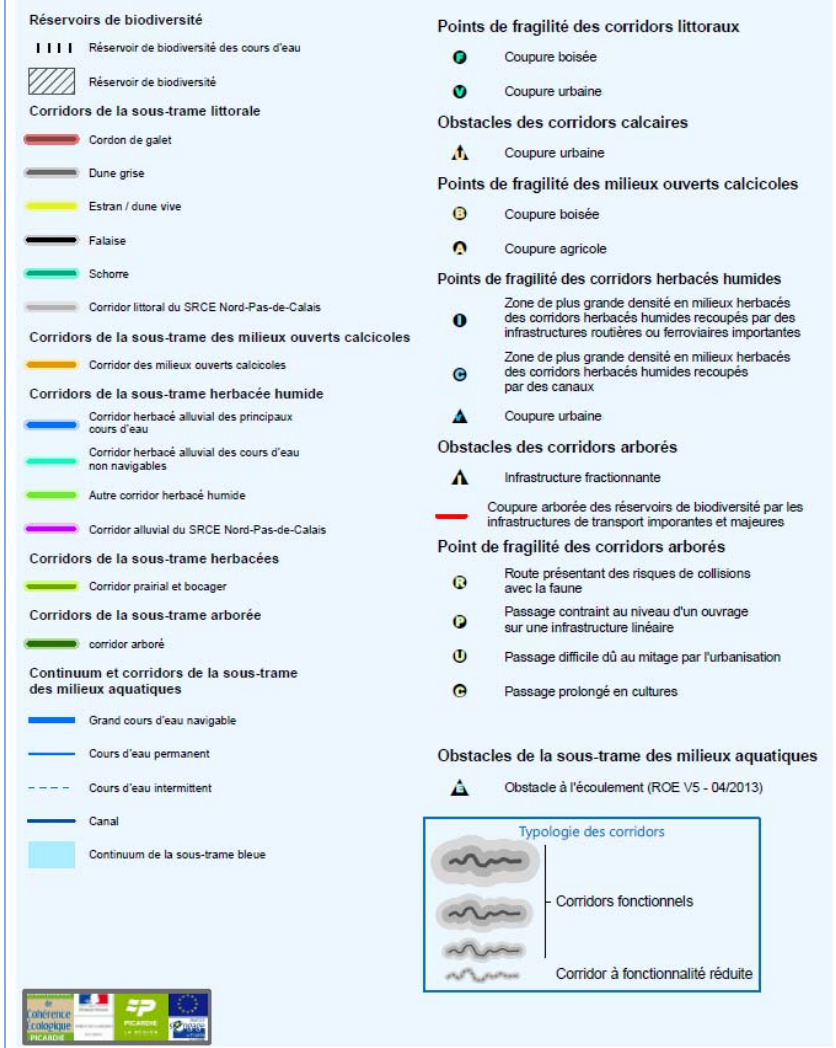 Réservoirs de biodiversité
Réservoir de biodiversité des cours d'eau
Réservoir de biodiversité
Corridors de la sous-trame littorale
Cordon de galet
Dune grise
Estran / dune vive
Falaise
Schorre
Corridor littoral du SRCE Nord-Pas-de-Calais
Corridors de la sous-trame des milieux ouverts calcicoles
Corridor des milieux ouverts calcicoles
Corridors de la sous-trame herbacée humide
Corridor herbacé alluvial des principaux
cours d'eau
Corridor herbacé alluvial des cours d'eau
non navigables
Autre corridor herbacé humide
Corridor alluvial du SRCE Nord-Pas-de-Calais
Corridors de la sous-trame herbacées
Corridor prairial et bocager
Corridors de la sous-trame arborée
corridor arboré
Continuum et corridors de la sous-trame
des milieux aquatiques
Grand cours d'eau navigable
Cours d'eau permanent
Cours d'eau intermittent
Canal
Continuum de la sous-trame bleue
Points de fragilité des corridors littoraux
F Coupure boisée
V Coupure urbaine
Obstacles des corridors calcaires
Coupure urbaine
Points de fragilité des milieux ouverts calcicoles
B Coupure boisée
A Coupure agricole
Points de fragilité des corridors herbacés humides
Zone de plus grande densité en milieux herbacés
des corridors herbacés humides recoupés par des
I infrastructures routières ou ferroviaires importantes
Zone de plus grande densité en milieux herbacés
C des corridors herbacés humides recoupés
par des canaux
Coupure urbaine
Obstacles des corridors arborés
Infrastructure fractionnante
Coupure arborée des réservoirs de biodiversité par les
infrastructures de transport imporantes et majeures
Point de fragilité des corridors arborés
R Route présentant des risques de collisions
avec la faune
P Passage contraint au niveau d'un ouvrage
sur une infrastructure linéaire
U Passage difficile dû au mitage par l'urbanisation
C Passage prolongé en cultures
Obstacles de la sous-trame des milieux aquatiques
E Obstacle à l'écoulement (ROE V5 - 04/2013)
Typologie des corridors
Corridors fonctionnels
Corridor à fonctionnalité réduite
de
Cohérence
Ecologique
PICARDIE
PICARDIE
LA REGION